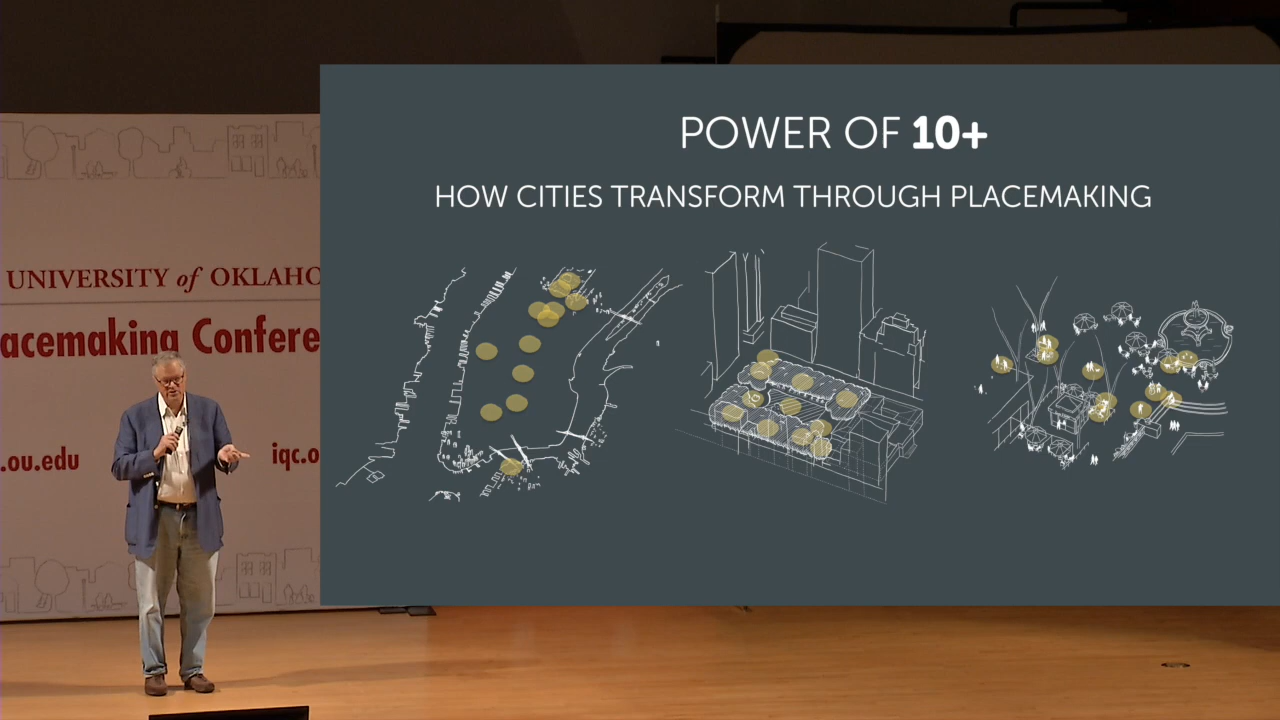 POWER OF 10+
HOW CITIES TRANSFORM THROUGH PLACEMAKING
UNIVERSITY of OKLAHO
acemaking Confere
.ou.edu
iqc.o